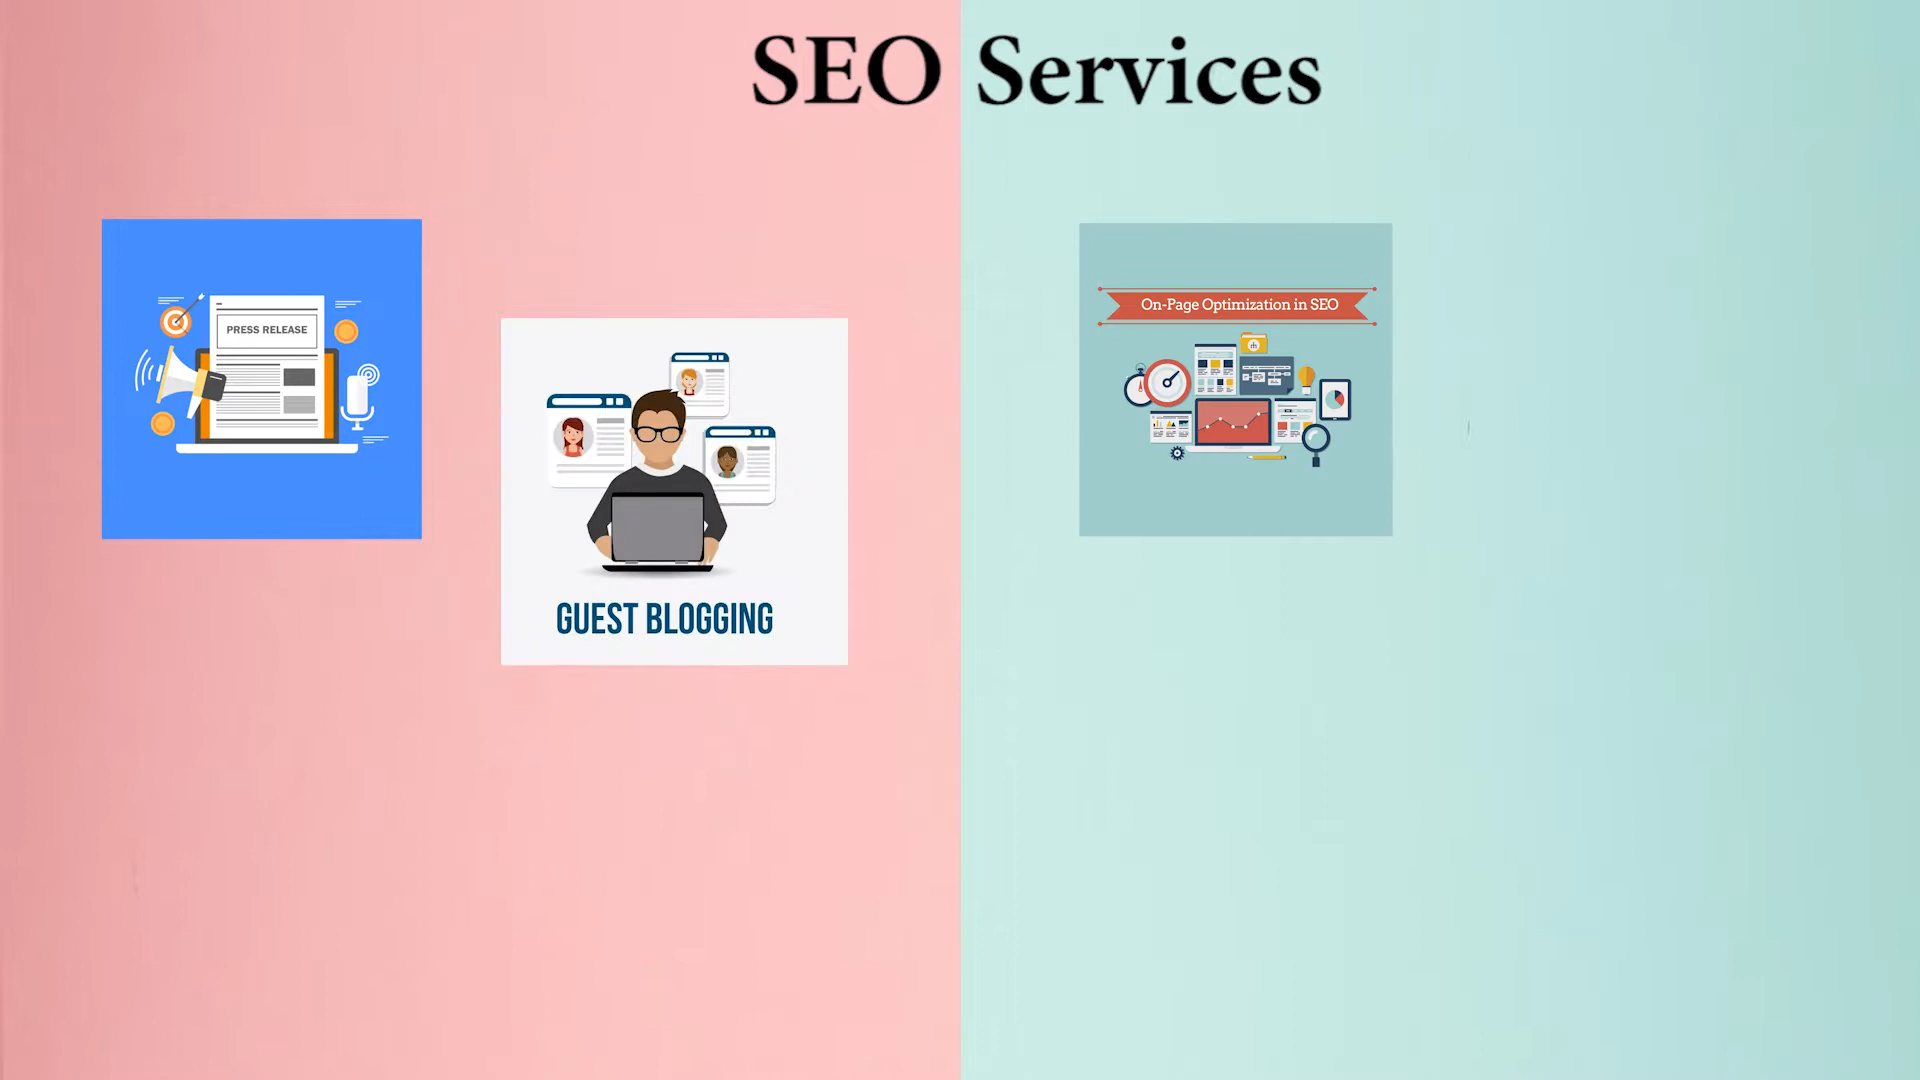 SEO Services
PRESS RELEASE
GUEST BLOGGING
On-Page Optimization in SEO